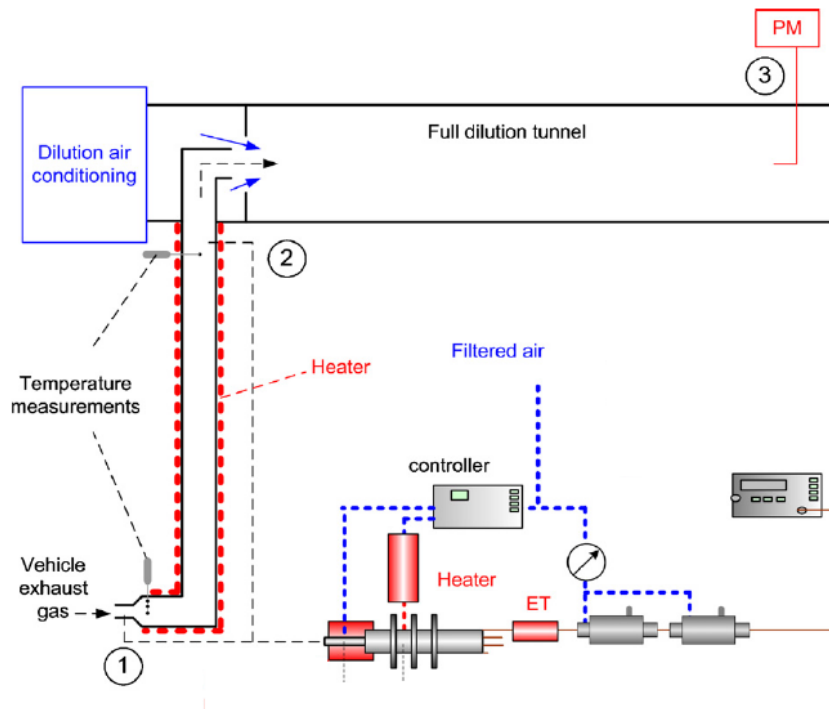 PM
3
Dilution air
conditioning
Full dilution tunnel
2
Filtered air
Temperature
measurements
Heater
controller
Vehicle
exhaust
gas
Heater
ET
1